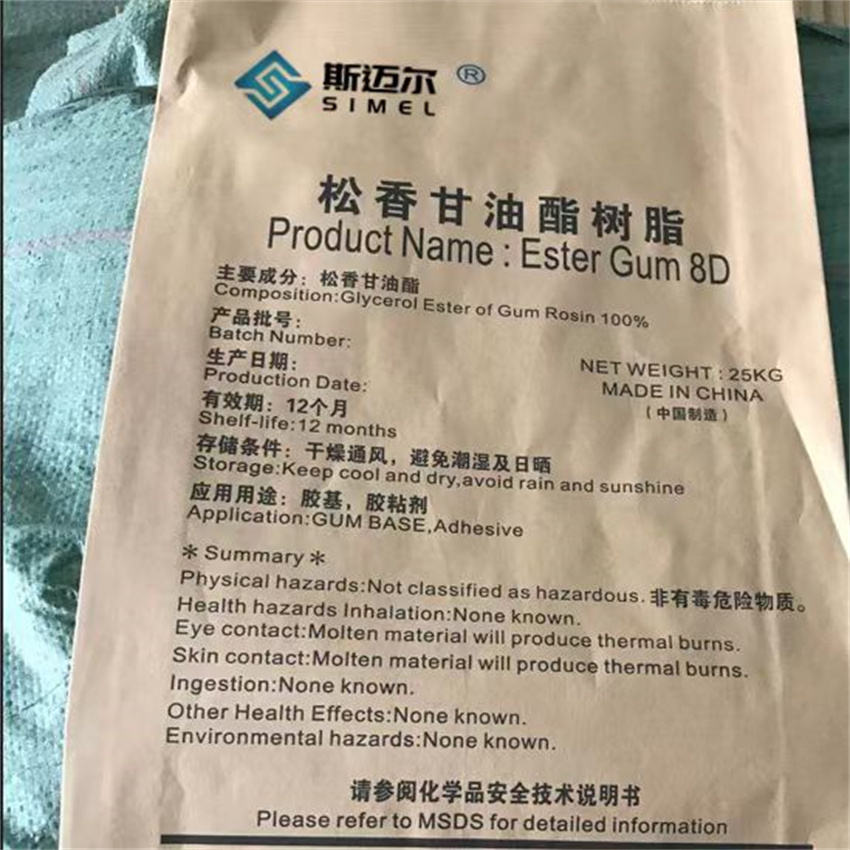 斯迈尔 ®
SIMEL
松香甘油酯树脂
Product Name : Ester Gum 8D
主要成分：松香甘油酯
Composition:Glycerol Ester of Gum Rosin 100%
产品批号：
Batch Number:
生产日期：
Production Date:
NET WEIGHT : 25KG
MADE IN CHINA
（中国制造）
有效期：12个月
Shelf-life:12 months
存储条件：干燥通风，避免潮湿及日晒
Storage:Keep cool and dry,avoid rain and sunshine
应用用途：胶基，胶粘剂
Application:GUM BASE,Adhesive
＊Summary＊
Physical hazards:Not classified as hazardous. 非有毒危险物质。
Health hazards Inhalation:None known.
Eye contact:Molten material will produce thermal burns.
Skin contact:Molten material will produce thermal burns.
Ingestion:None known.
Other Health Effects:None known.
Environmental hazards:None known.
请参阅化学品安全技术说明书
Please refer to MSDS for detailed information